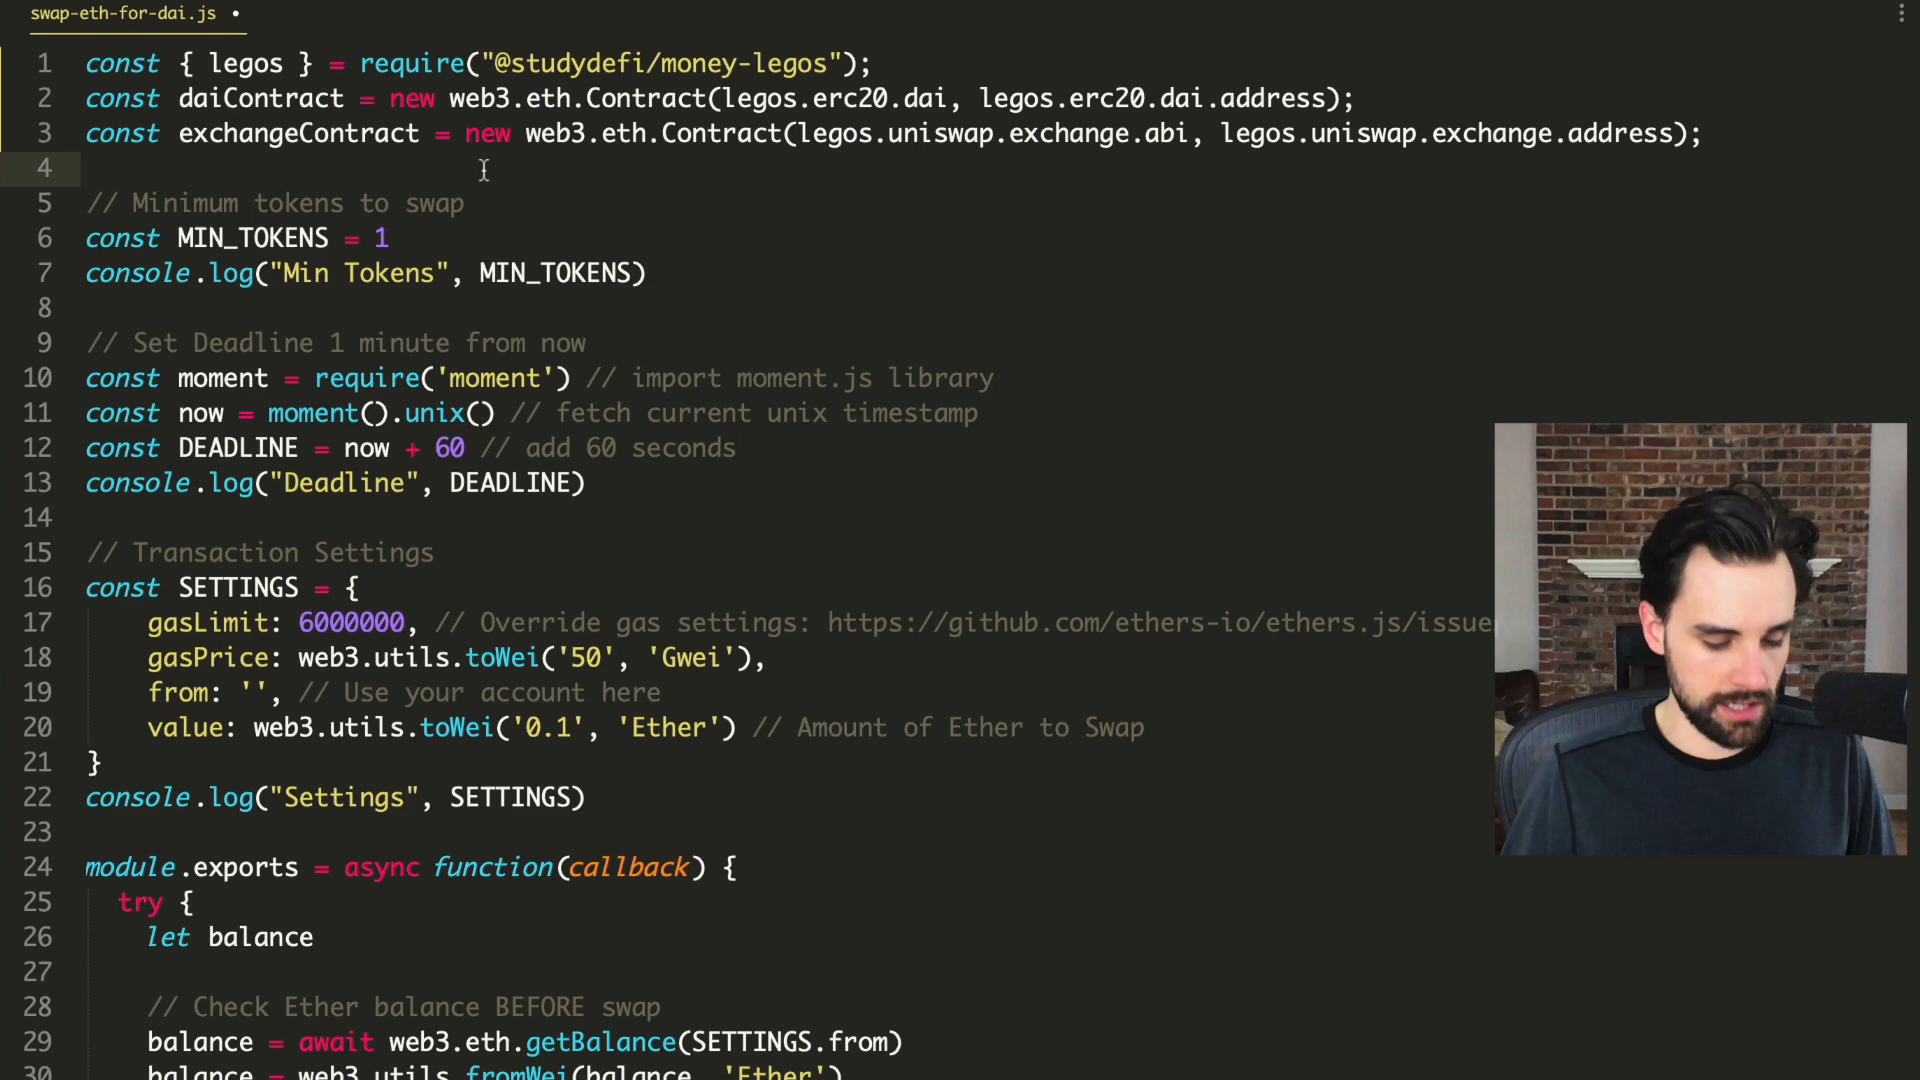 swap-eth-for-dai.js •
1 const { legos } = require("@studydefi/money-legos");
2 const daiContract = new web3.eth.Contract(legos.erc20.dai, legos.erc20.dai.address);
3 const exchangeContract = new web3.eth.Contract(legos.uniswap.exchange.abi, legos.uniswap.exchange.address);
4
5 // Minimum tokens to swap
6 const MIN_TOKENS = 1
7 console.log("Min Tokens", MIN_TOKENS)
8
9 // Set Deadline 1 minute from now
10 const moment = require('moment') // import moment.js library
11 const now = moment().unix() // fetch current unix timestamp
12 const DEADLINE = now + 60 // add 60 seconds
13 console.log("Deadline", DEADLINE)
14
15 // Transaction Settings
16 const SETTINGS = {
17 gasLimit: 6000000, // Override gas settings: https://github.com/ethers-io/ethers.js/issue
18 gasPrice: web3.utils.toWei('50', 'Gwei'),
19 from: '', // Use your account here
20 value: web3.utils.toWei('0.1', 'Ether') // Amount of Ether to Swap
21 }
22 console.log("Settings", SETTINGS)
23
24 module.exports = async function(callback) {
25 try {
26 let balance
27
28 // Check Ether balance BEFORE swap
29 balance = await web3.eth.getBalance(SETTINGS.from)
30 balance = web3.utils.fromWei(balance, 'Ether')